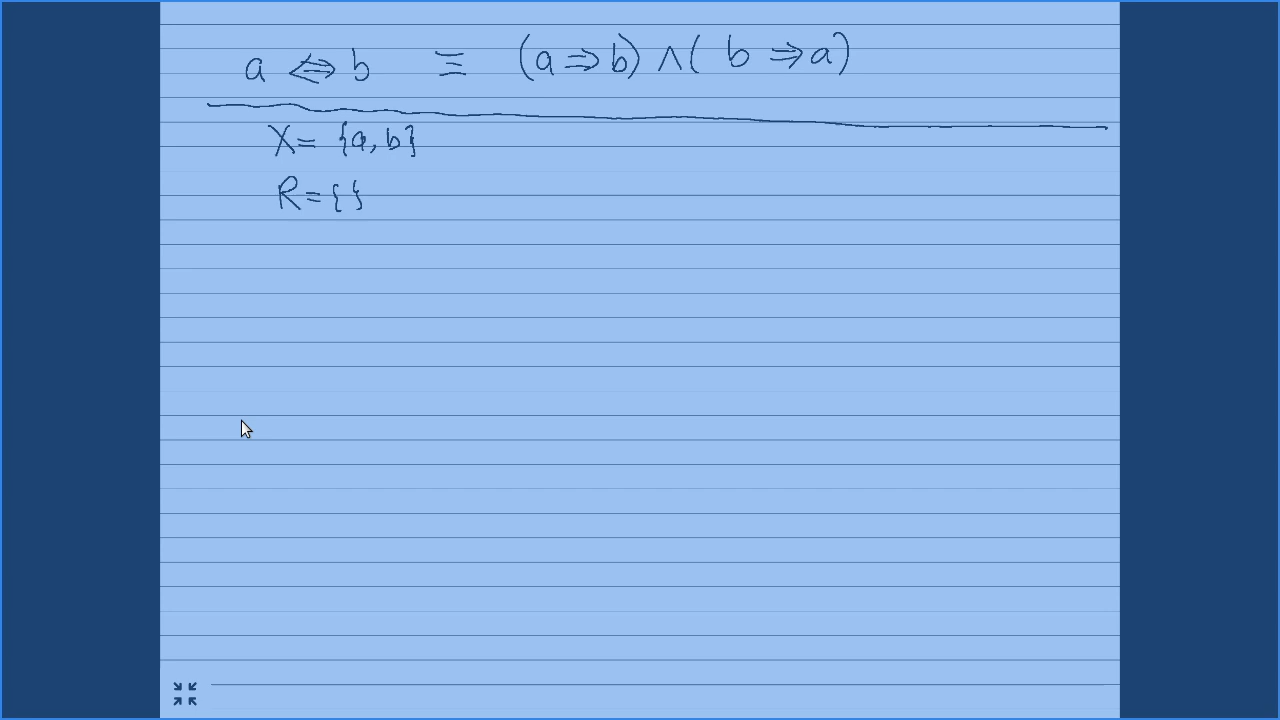 a ⇔ b ≡ (a ⇒ b) ∧ ( b ⇒ a)
X = {a, b}
R = { }